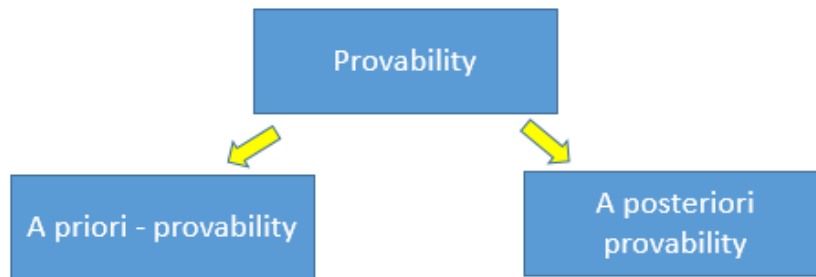 Provability
A priori - provability
A posteriori
provability